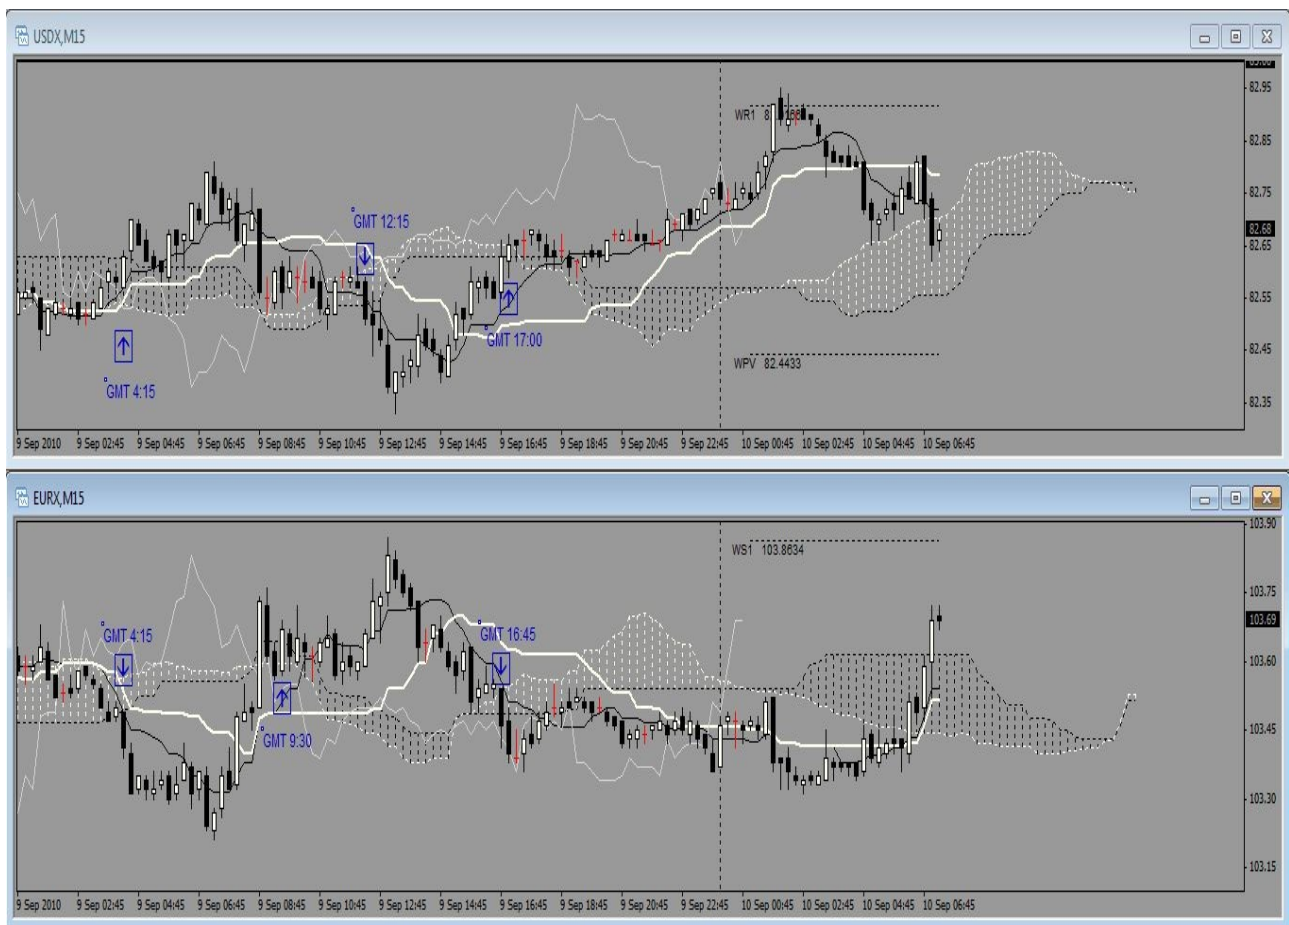 USDX,M15
82.95
WR1
82.85
82.75
GMT 12:15
82.68
82.65
82.55
GMT 17:00
WPV 82.4433
82.45
GMT 4:15
82.35
9 Sep 2010 9 Sep 02:45 9 Sep 04:45 9 Sep 06:45 9 Sep 08:45 9 Sep 10:45 9 Sep 12:45 9 Sep 14:45 9 Sep 16:45 9 Sep 18:45 9 Sep 20:45 9 Sep 22:45 10 Sep 00:45 10 Sep 02:45 10 Sep 04:45 10 Sep 06:45
EURX,M15
103.90
WS1 103.8634
103.75
GMT 4:15
GMT 16:45
103.69
103.60
GMT 9:30
103.45
103.30
103.15
9 Sep 2010 9 Sep 02:45 9 Sep 04:45 9 Sep 06:45 9 Sep 08:45 9 Sep 10:45 9 Sep 12:45 9 Sep 14:45 9 Sep 16:45 9 Sep 18:45 9 Sep 20:45 9 Sep 22:45 10 Sep 00:45 10 Sep 02:45 10 Sep 04:45 10 Sep 06:45